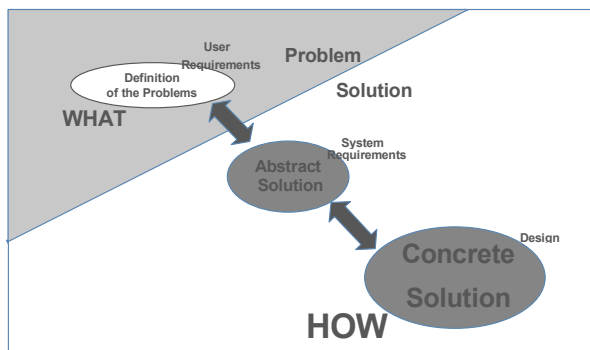 User
Requirements
Problem
Definition
of the Problems
Solution
WHAT
System
Requirements
Abstract
Solution
Design
Concrete
Solution
HOW